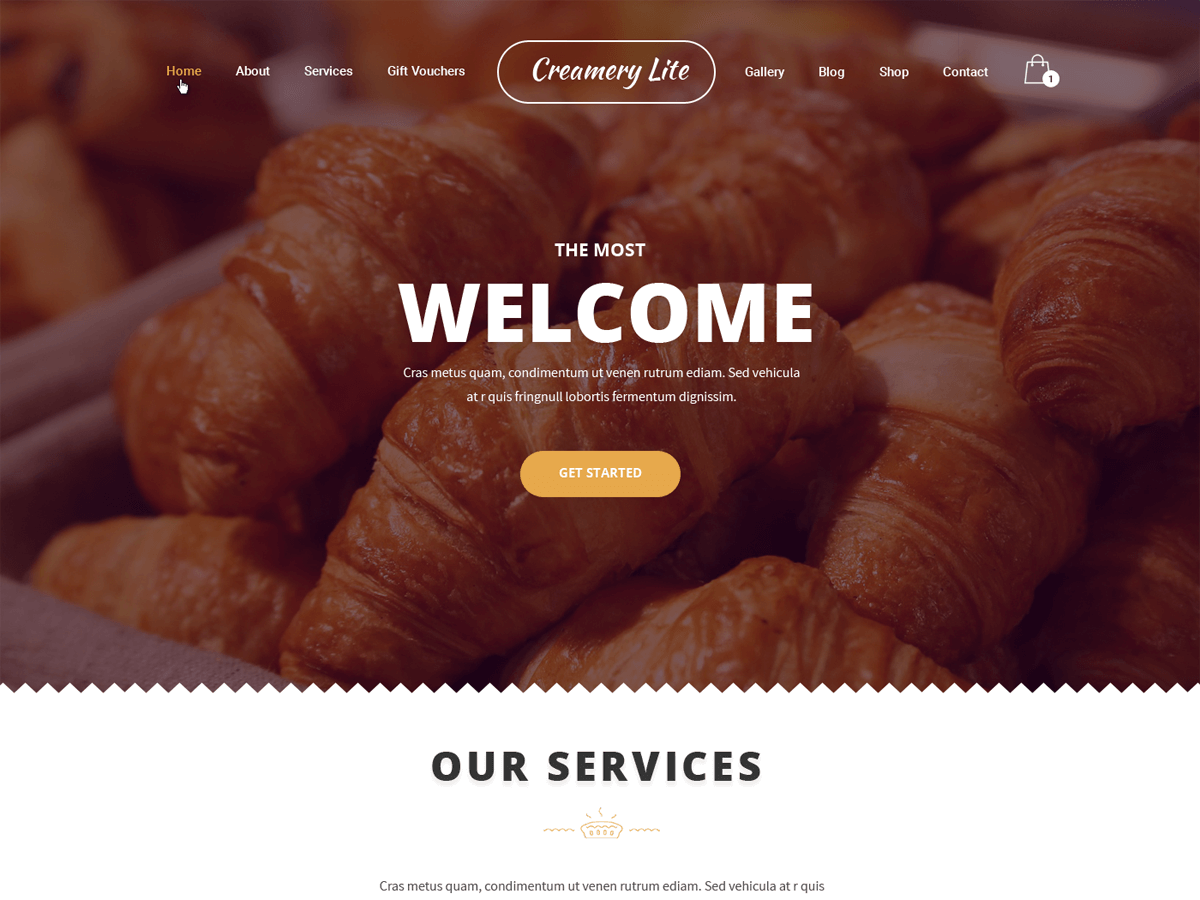 Home About Services Gift Vouchers Creamery Lite Gallery Blog Shop Contact 1
THE MOST
WELCOME
Cras metus quam, condimentum ut venen rutrum ediam. Sed vehicula
at r quis fringnull lobortis fermentum dignissim.
GET STARTED
OUR SERVICES
Cras metus quam, condimentum ut venen rutrum ediam. Sed vehicula at r quis